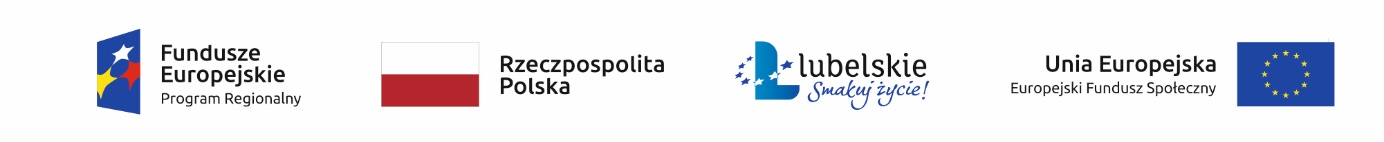 Fundusze
Europejskie
Program Regionalny
Rzeczpospolita
Polska
lubelskie
Smakuj życie!
Unia Europejska
Europejski Fundusz Społeczny